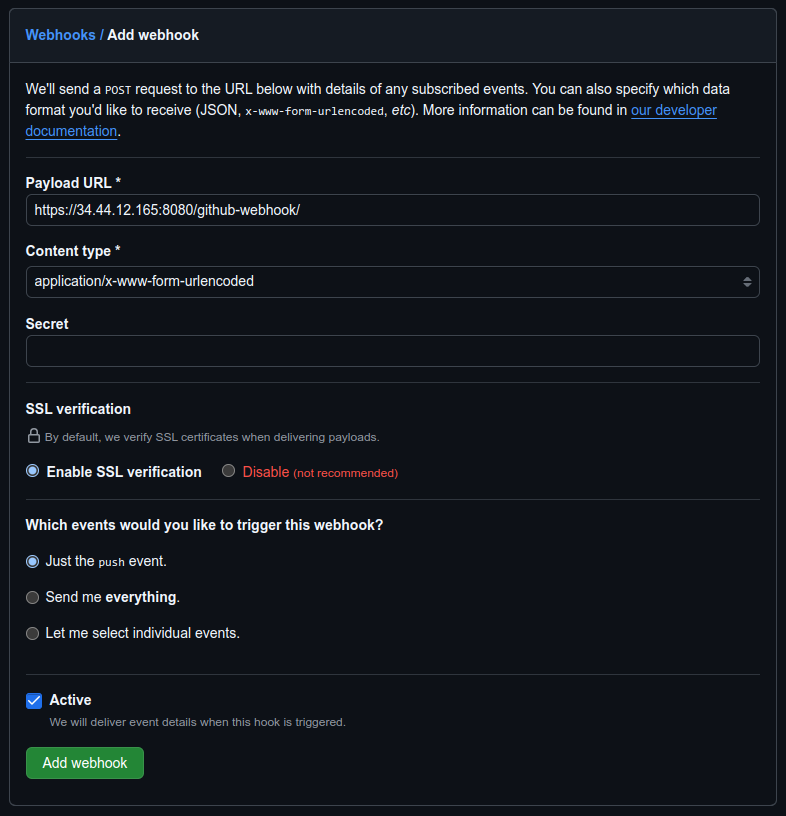 Webhooks / Add webhook
We'll send a POST request to the URL below with details of any subscribed events. You can also specify which data
format you'd like to receive (JSON, x-www-form-urlencoded, etc). More information can be found in our developer
documentation.
Payload URL *
https://34.44.12.165:8080/github-webhook/
Content type *
application/x-www-form-urlencoded
Secret
SSL verification
By default, we verify SSL certificates when delivering payloads.
Enable SSL verification Disable (not recommended)
Which events would you like to trigger this webhook?
Just the push event.
Send me everything.
Let me select individual events.
Active
We will deliver event details when this hook is triggered.
Add webhook